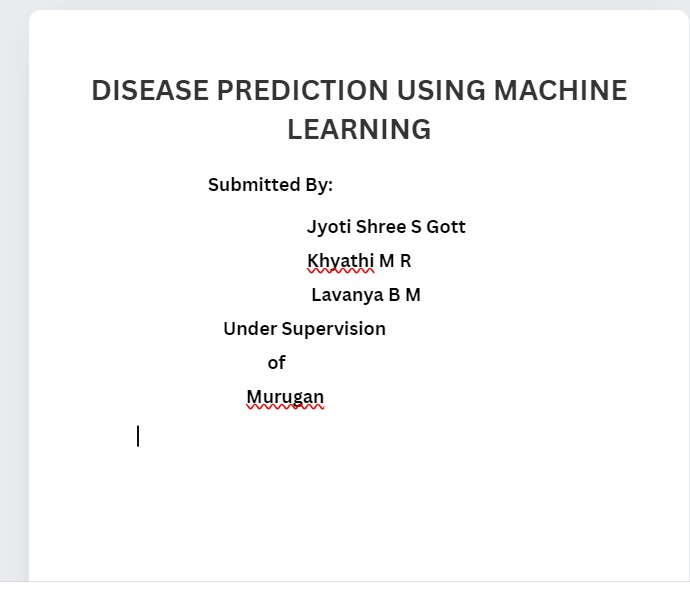 DISEASE PREDICTION USING MACHINE
LEARNING
Submitted By:
Jyoti Shree S Gott
Khyathi M R
Lavanya B M
Under Supervision
of
Murugan